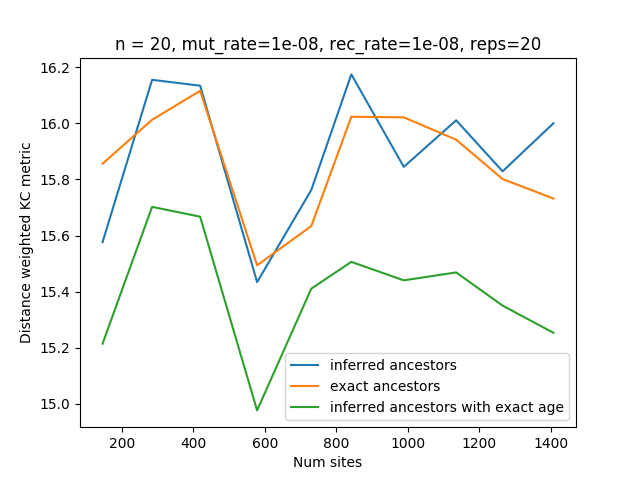 n = 20, mut_rate=1e-08, rec_rate=1e-08, reps=20
Distance weighted KC metric
16.2
16.0
15.8
15.6
15.4
15.2
15.0
inferred ancestors
exact ancestors
inferred ancestors with exact age
200 400 600 800 1000 1200 1400
Num sites